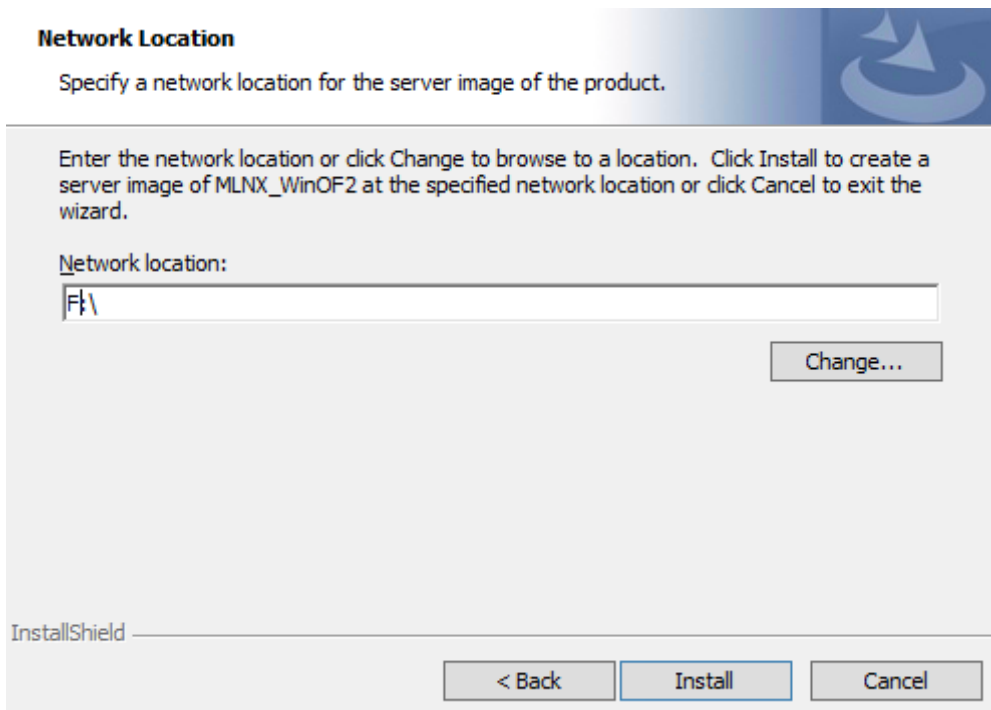 Network Location
Specify a network location for the server image of the product.
Enter the network location or click Change to browse to a location.  Click Install to create a
server image of MLNX_WinOF2 at the specified network location or click Cancel to exit the
wizard.
Network location:
F:\
Change...
InstallShield
< Back
Install
Cancel